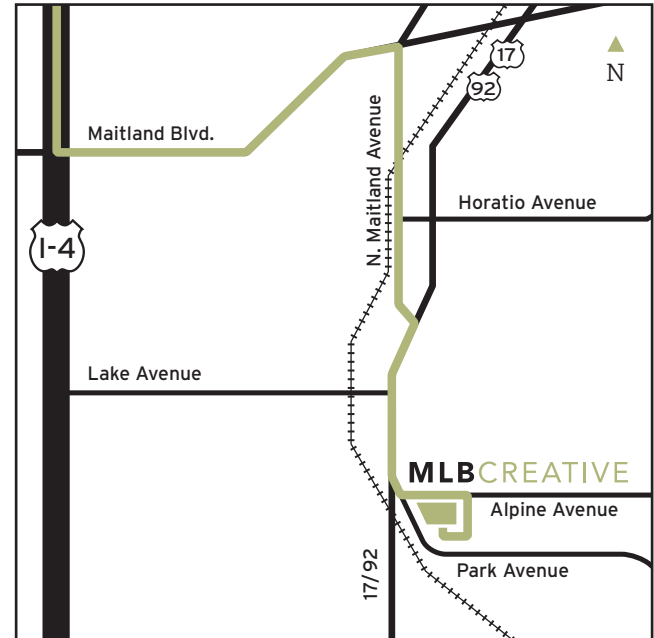 17
N
92
Maitland Blvd.
N. Maitland Avenue
Horatio Avenue
I-4
Lake Avenue
MLBCREATIVE
Alpine Avenue
17/92
Park Avenue